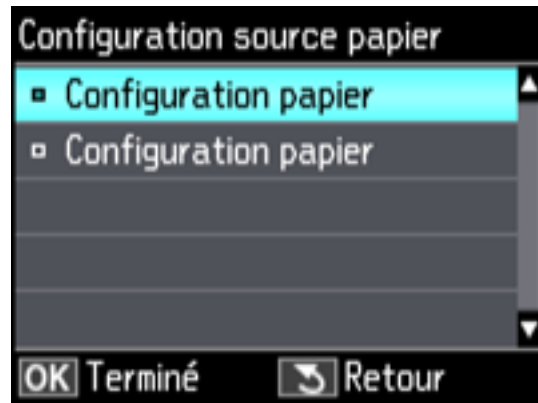 Configuration source papier
Configuration papier
Configuration papier
OK Terminé Retour